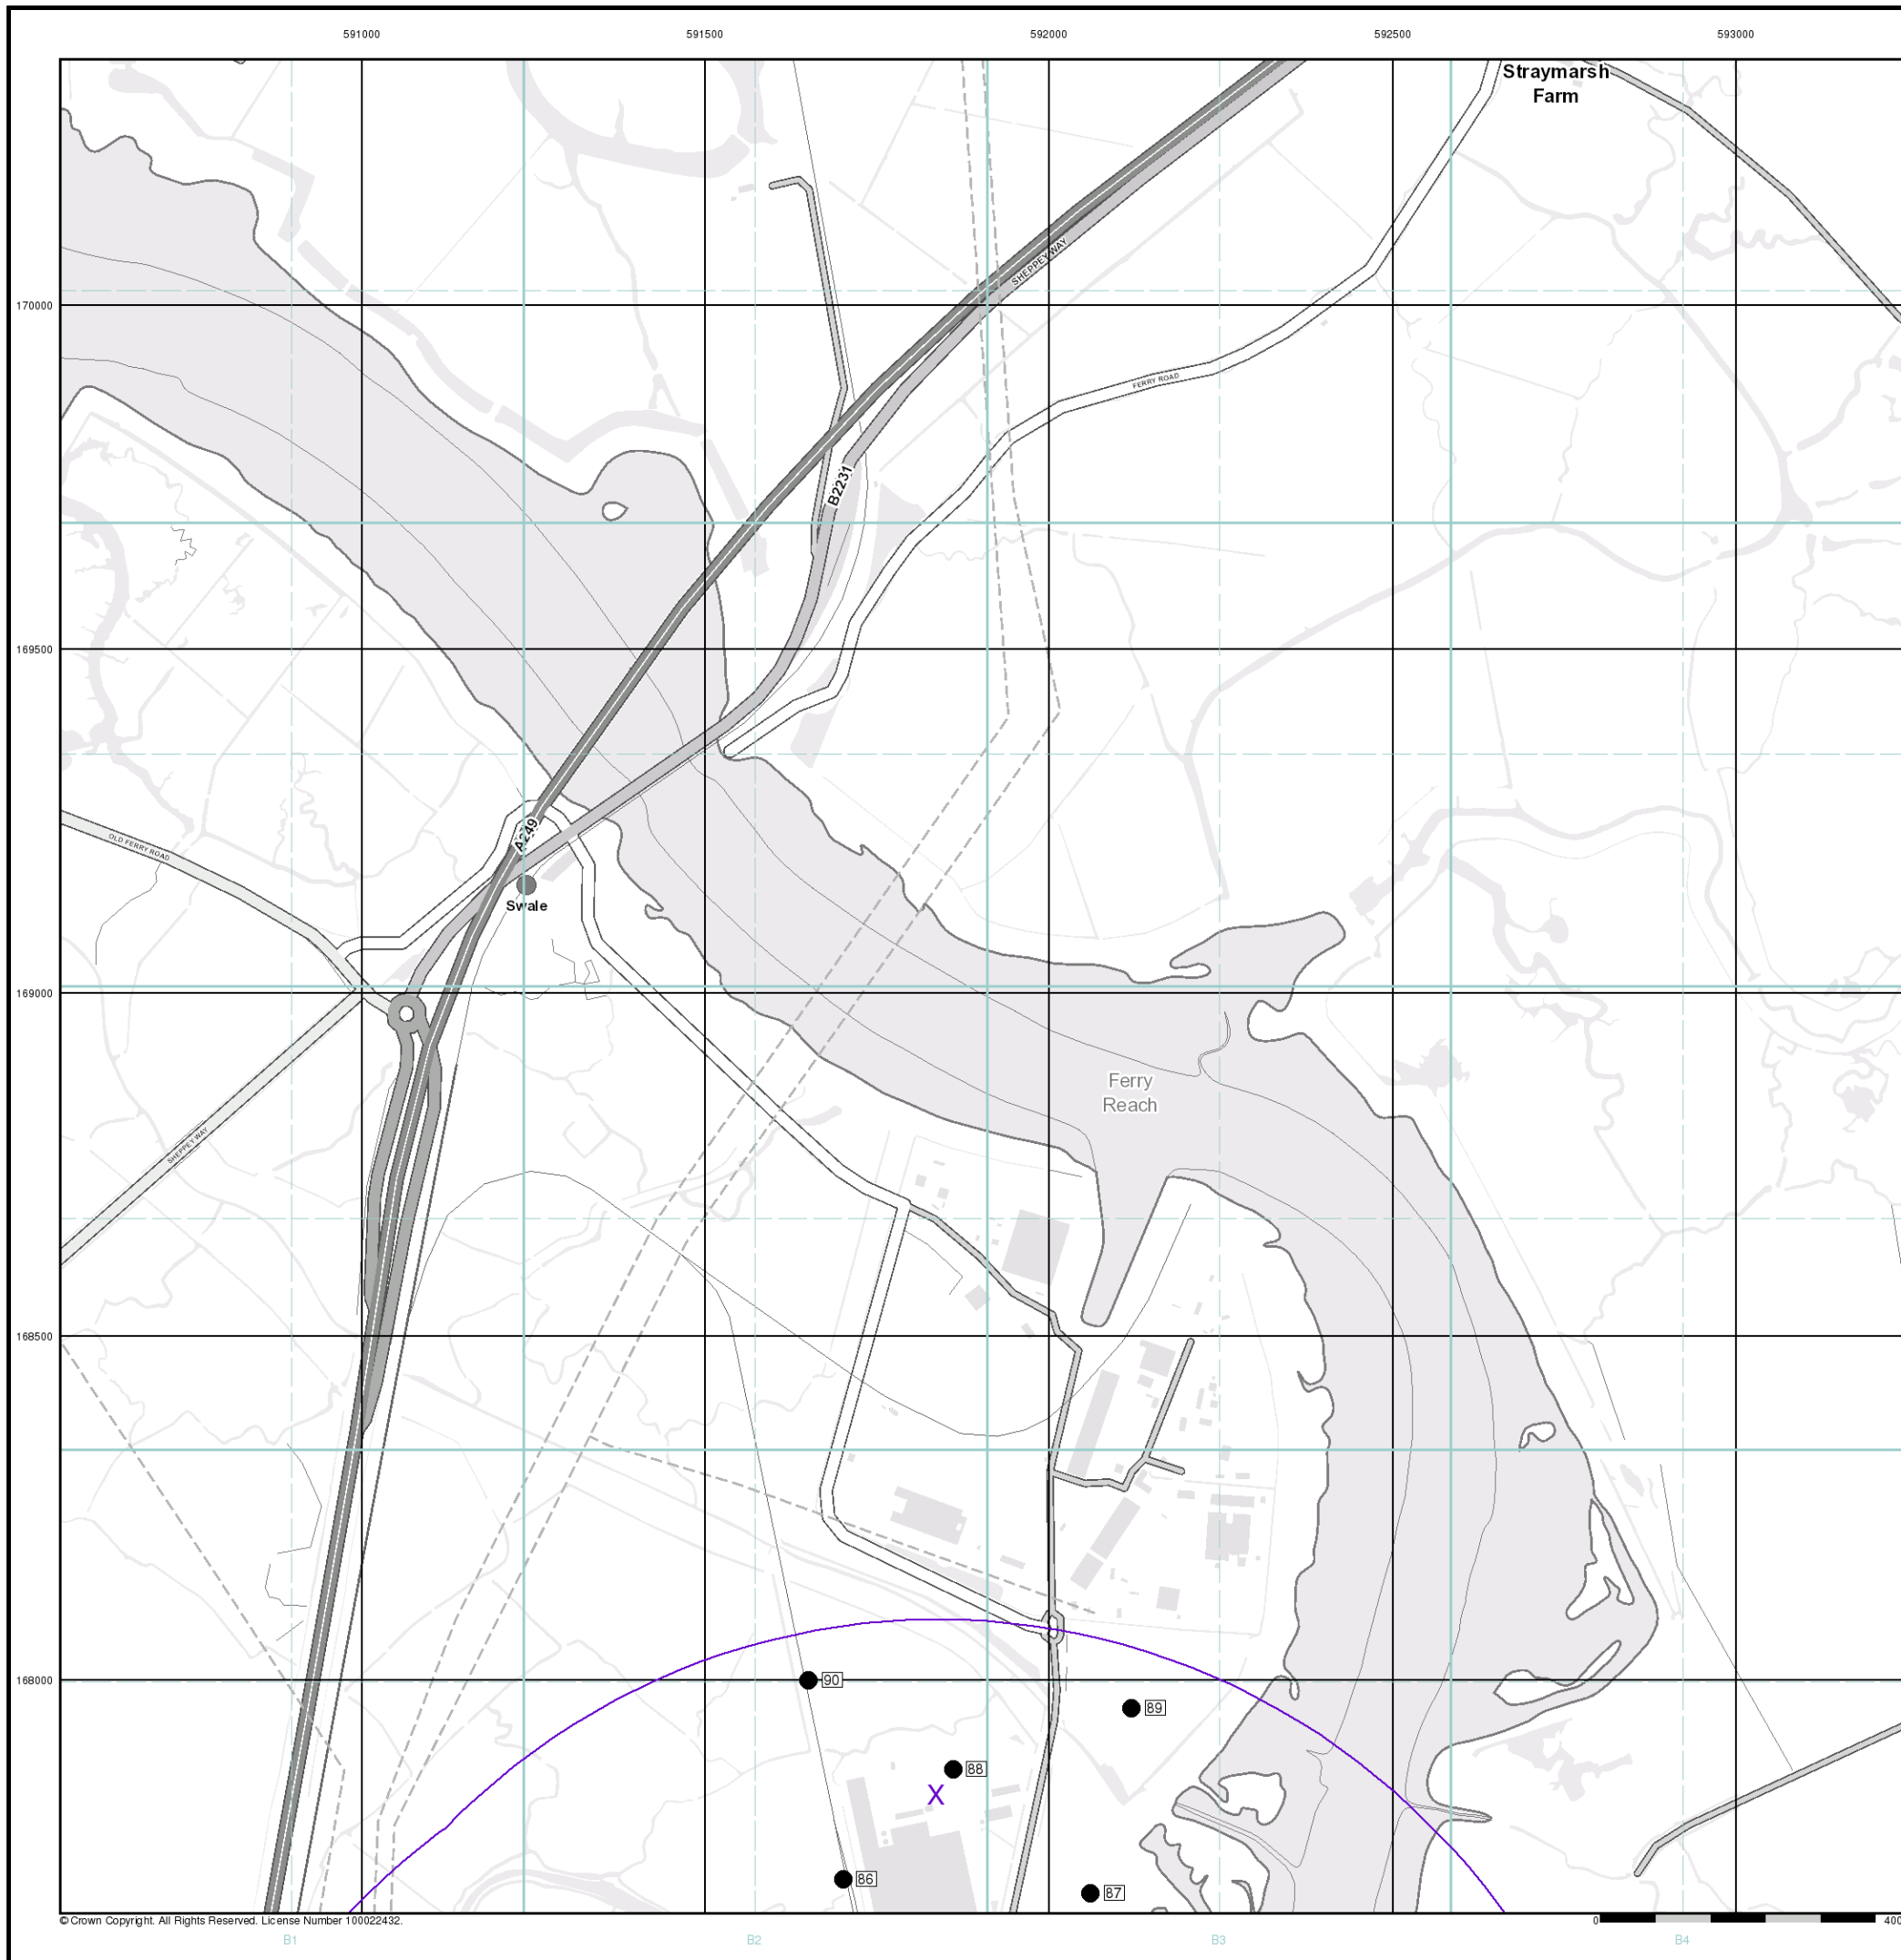 591000
591500
592000
592500
593000
Straymarsh
Farm
SHEPPEY WAY
170000
FERRY ROAD
B2231
169500
A249
OLD FERRY ROAD
Swale
169000
Ferry
Reach
SHEPPEY WAY
168500
168000
90
89
88
X
86
87
© Crown Copyright. All Rights Reserved. License Number 100022432.
0
400
B1
B2
B3
B4